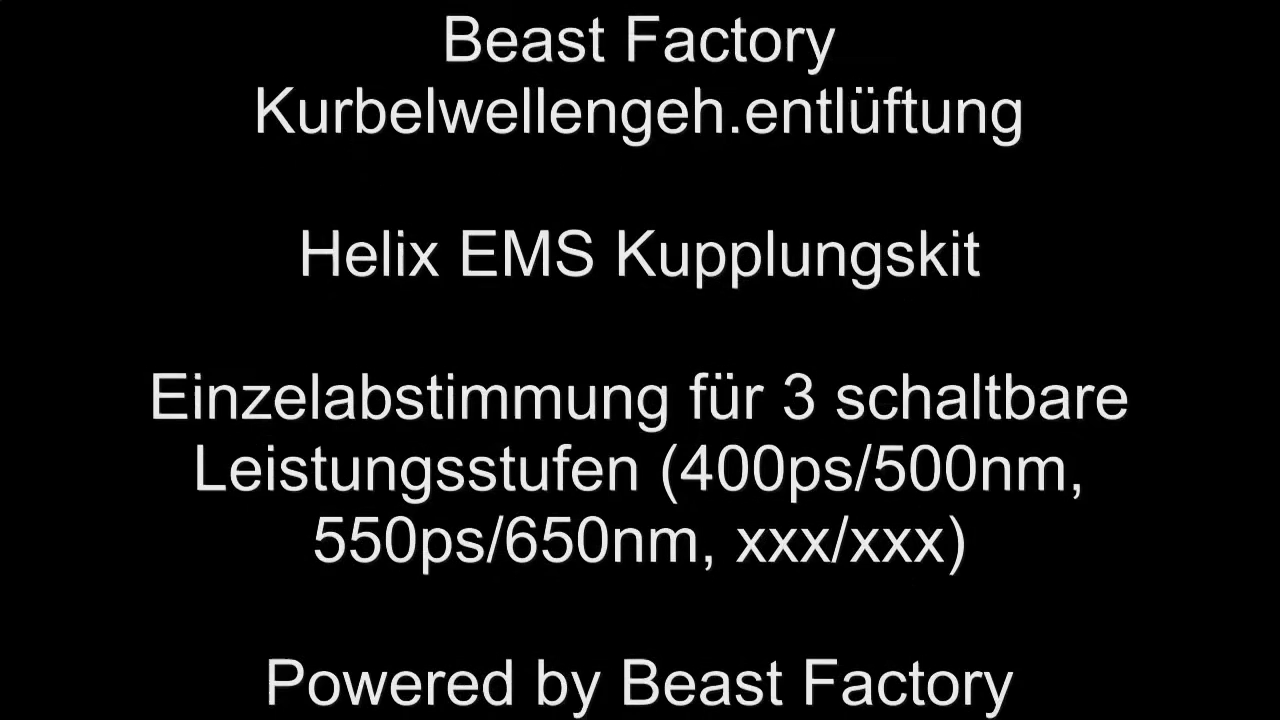 Beast Factory
Kurbelwellengeh.entlüftung
Helix EMS Kupplungskit
Einzelabstimmung für 3 schaltbare
Leistungsstufen (400ps/500nm,
550ps/650nm, xxx/xxx)
Powered by Beast Factory